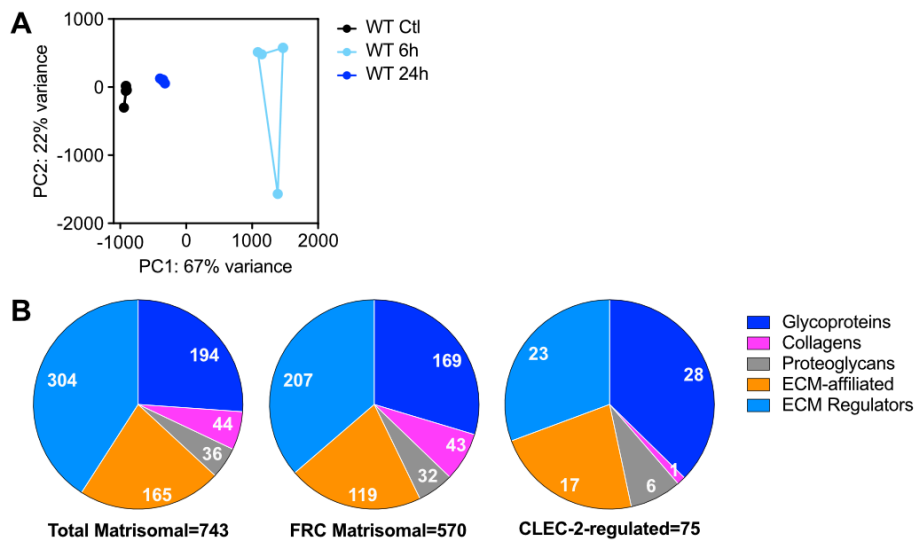 A
1000
0
-1000
-2000
PC2: 22% variance
-1000 0 1000 2000
PC1: 67% variance
WT Ctl
WT 6h
WT 24h
B
194
44
36
165
304
Total Matrisomal=743
169
43
32
119
207
FRC Matrisomal=570
28
1
6
17
23
CLEC-2-regulated=75
Glycoproteins
Collagens
Proteoglycans
ECM-affiliated
ECM Regulators